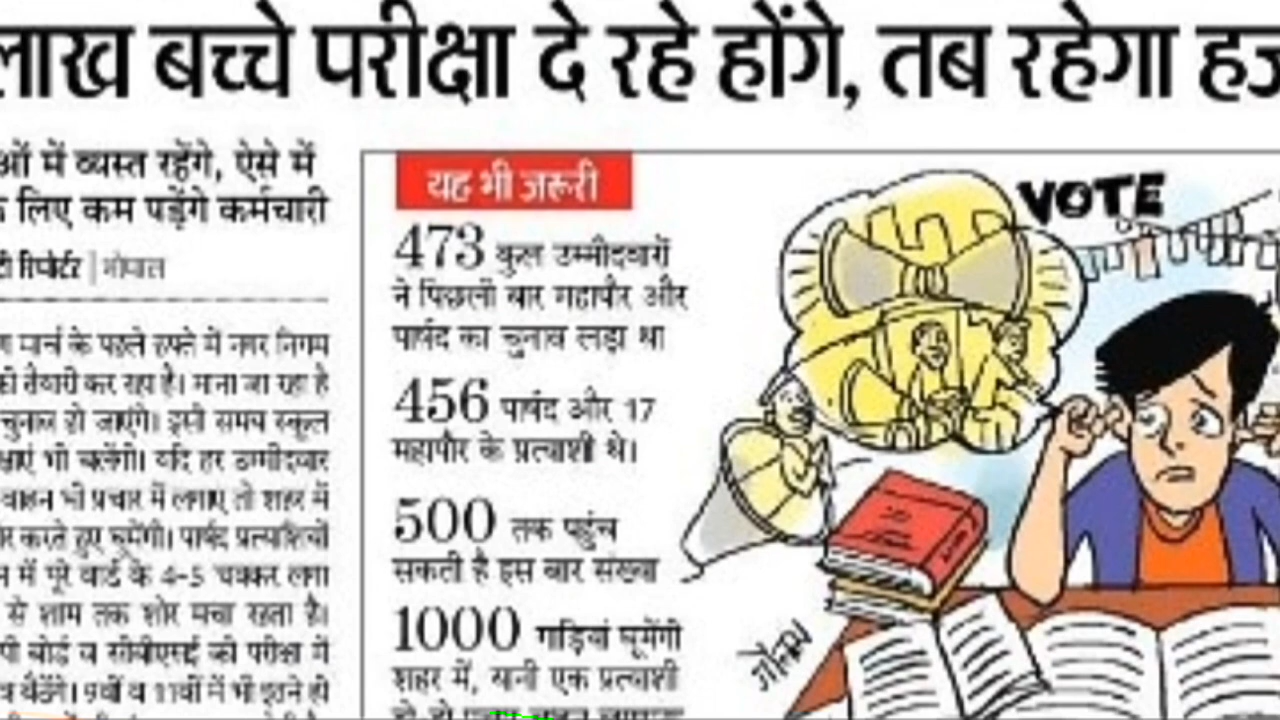 लाख बच्चे परीक्षा दे रहे होंगे, तब रहेगा
में व्यस्त रहेंगे, ऐसे में
लिए कम पड़ेंगे कर्मचारी
रिपोर्टर | भोपाल
मार्च के पहले हफ्ते में नगर निगम
तैयारी कर रहा है। माना जा रहा है
चुनाव हो जाएंगे। इसी समय स्कूल
भी चलेंगी। यदि हर उम्मीदवार
वाहन भी प्रचार में लगाए तो शहर में
करते हुए घूमेंगी। पार्षद प्रत्याशियों
में पूरे वार्ड के 4-5 चक्कर लगा
से शाम तक शोर मचा रहता है।
बोर्ड व सीबीएसई की परीक्षा में
बैठेंगे। 9वीं व 11वीं में भी इतने ही
यह भी जरूरी
473 कुल उम्मीदवारों
ने पिछली बार महापौर और
पार्षद का चुनाव लड़ा था
456 पार्षद और 17
महापौर के प्रत्याशी थे।
500 तक पहुंच
सकती है इस बार संख्या
1000 गाड़ियां घूमेंगी
शहर में, यानी एक प्रत्याशी
VOTE
गौतम